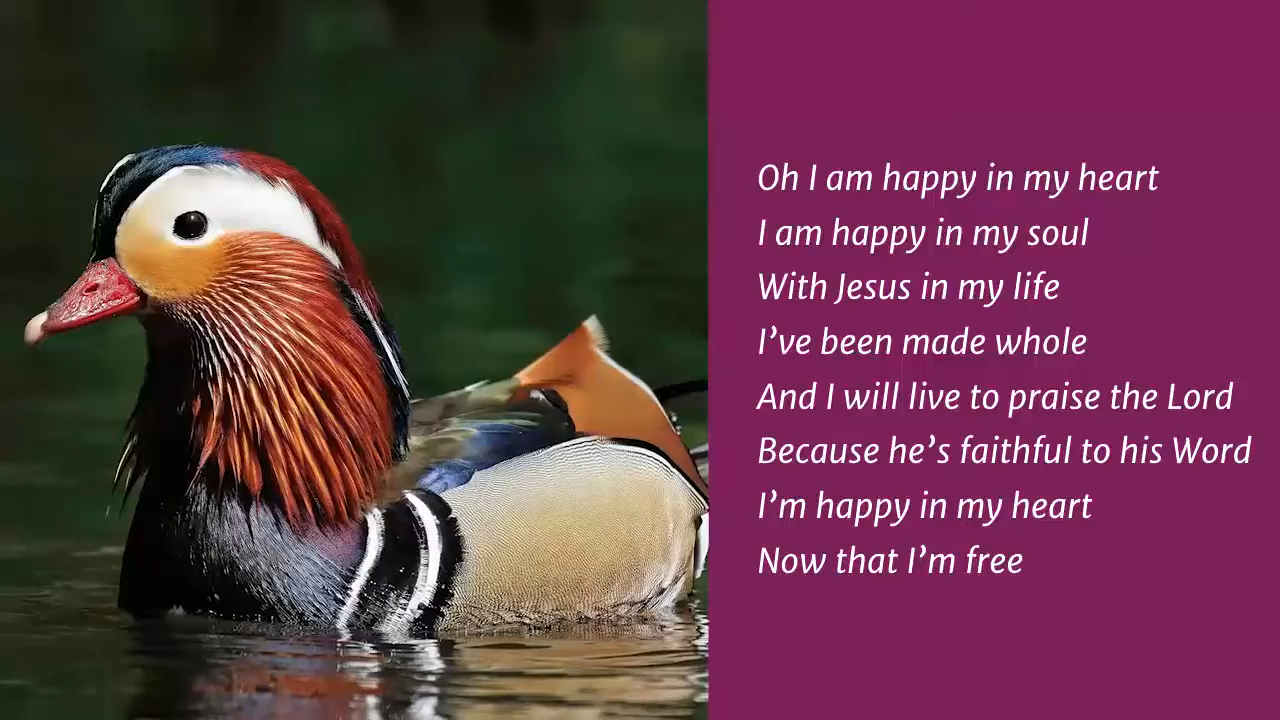 Oh I am happy in my heart
I am happy in my soul
With Jesus in my life
I’ve been made whole
And I will live to praise the Lord
Because he’s faithful to his Word
I’m happy in my heart
Now that I’m free